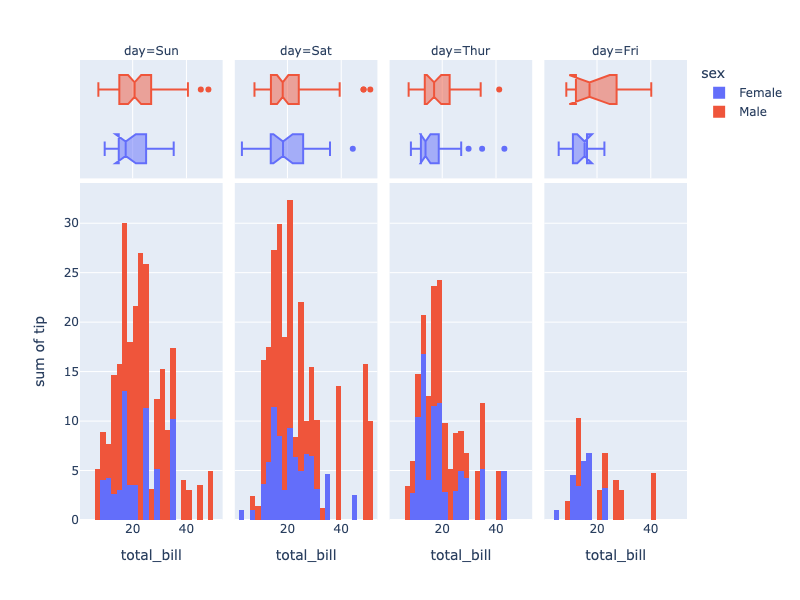 day=Sun day=Sat day=Thur day=Fri
sex
Female
Male
30
25
20
15
10
5
0
sum of tip
20 40 20 40 20 40 20 40
total_bill total_bill total_bill total_bill